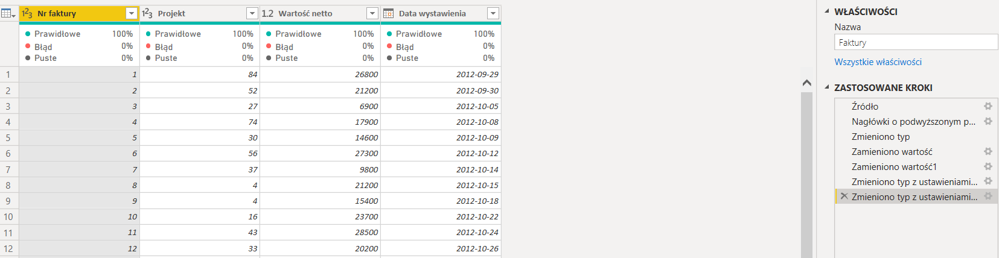 1²3 Nr faktury 1²3 Projekt 1.2 Wartość netto Data wystawienia
Prawidłowe 100% Prawidłowe 100% Prawidłowe 100% Prawidłowe 100%
Błąd 0% Błąd 0% Błąd 0% Błąd 0%
Puste 0% Puste 0% Puste 0% Puste 0%
1 1 84 26800 2012-09-29
2 2 52 21200 2012-09-30
3 3 27 6900 2012-10-05
4 4 74 17900 2012-10-08
5 5 30 14600 2012-10-09
6 6 56 27300 2012-10-12
7 7 37 9800 2012-10-14
8 8 4 21200 2012-10-15
9 9 4 15400 2012-10-18
10 10 16 23700 2012-10-22
11 11 43 28500 2012-10-24
12 12 33 20200 2012-10-26
WŁAŚCIWOŚCI
Nazwa
Faktury
Wszystkie właściwości
ZASTOSOWANE KROKI
Źródło
Nagłówki o podwyższonym p...
Zmieniono typ
Zamieniono wartość
Zamieniono wartość1
Zmieniono typ z ustawieniami...
Zmieniono typ z ustawieniami...